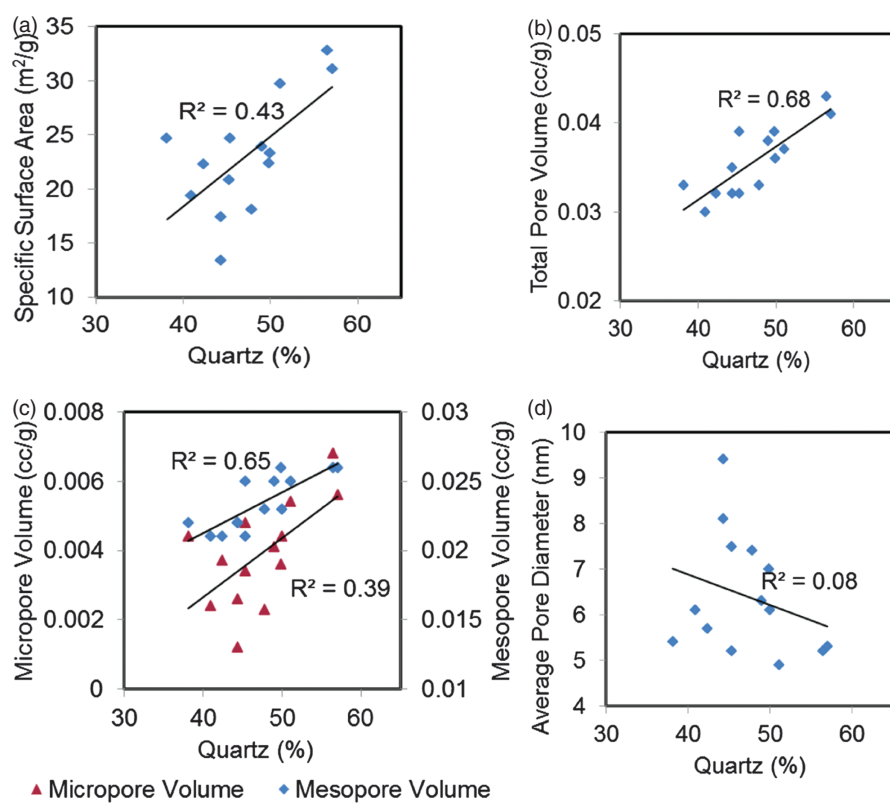 (a)
Specific Surface Area (m²/g)
35
30
25
20
15
10
R² = 0.43
30 40 50 60
Quartz (%)
(b)
Total Pore Volume (cc/g)
0.05
0.04
0.03
0.02
R² = 0.68
30 40 50 60
Quartz (%)
(c)
Micropore Volume (cc/g)
0.008
0.006
0.004
0.002
0
R² = 0.65
R² = 0.39
0.03
0.025
0.02
0.015
0.01
Mesopore Volume (cc/g)
30 40 50 60
Quartz (%)
▲ Micropore Volume ◆ Mesopore Volume
(d)
Average Pore Diameter (nm)
10
9
8
7
6
5
4
R² = 0.08
30 40 50 60
Quartz (%)